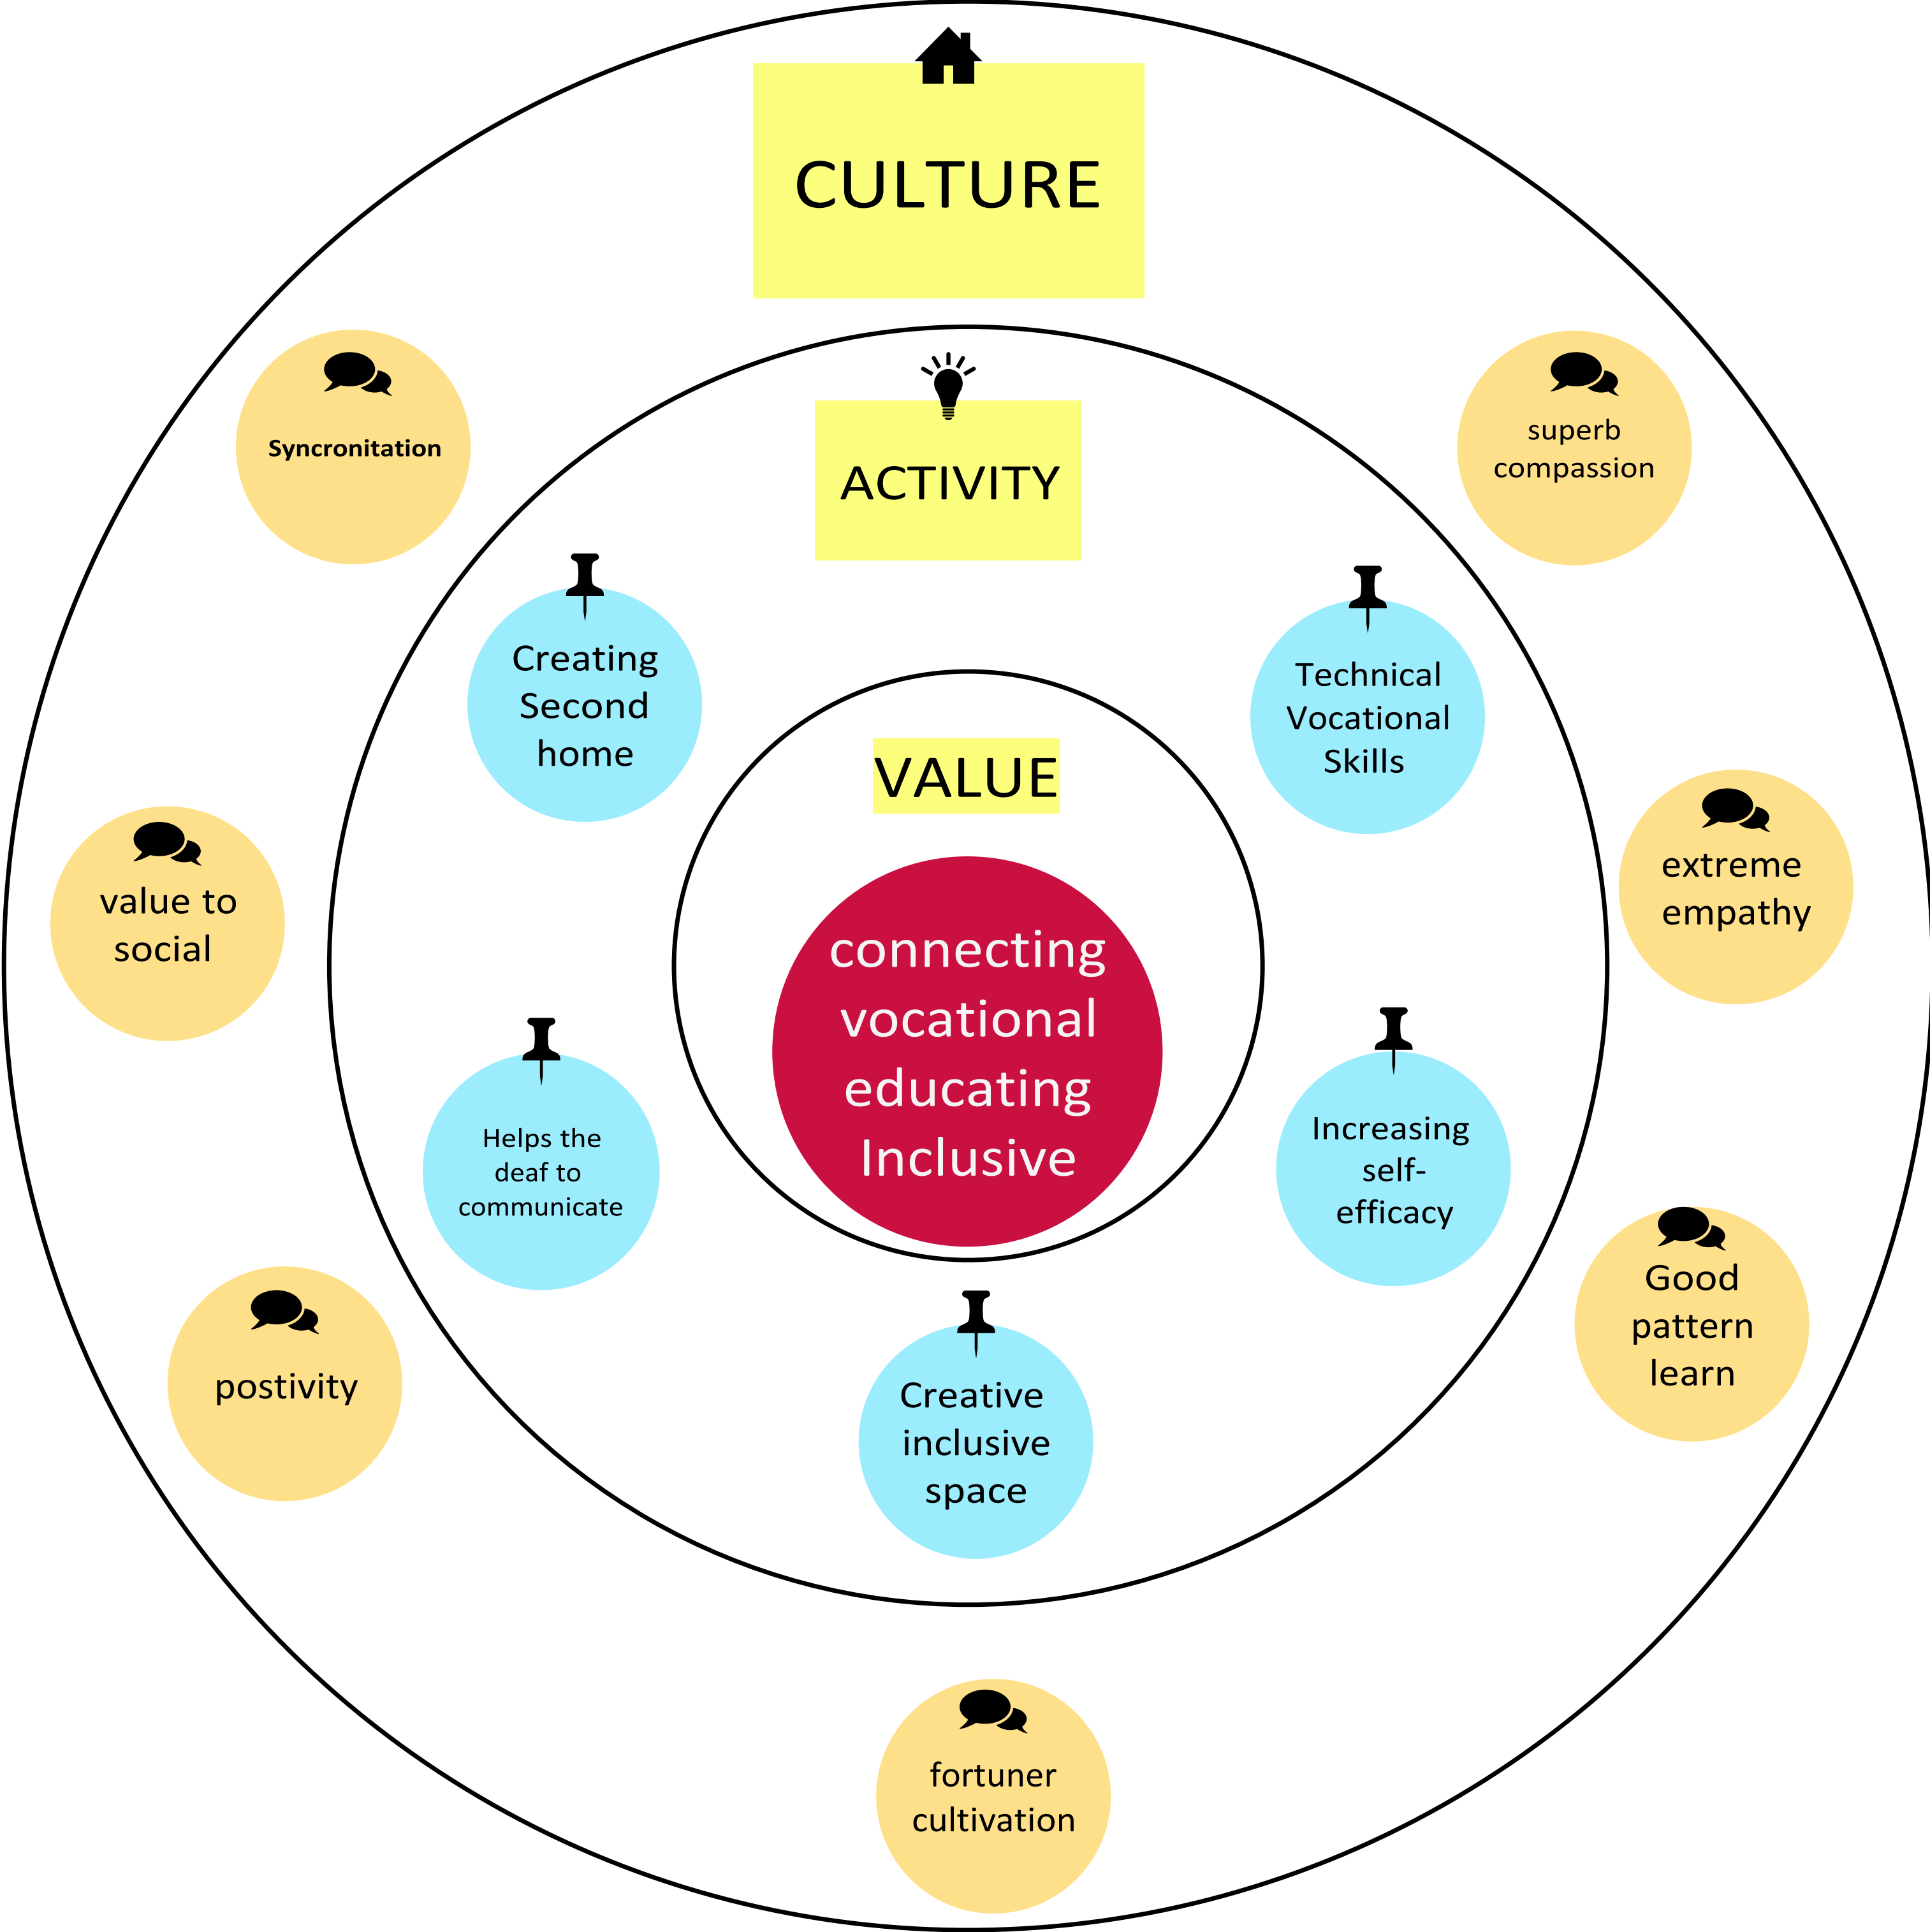 CULTURE
Syncronitation
superb
compassion
ACTIVITY
Creating
Second
home
Technical
Vocational
Skills
VALUE
value to
social
extreme
empathy
connecting
vocational
educating
Inclusive
Helps the
deaf to
communicate
Increasing
self-
efficacy
postivity
Good
pattern
learn
Creative
inclusive
space
fortuner
cultivation